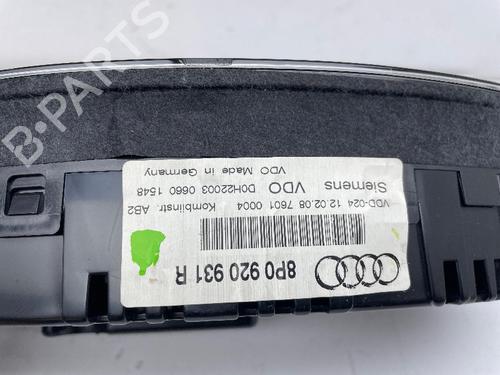 8P0 920 931 R
VDD-024 12.02.08 7601 0004 Kombiinstr. AB2
Siemens VDO D0H22003 0660 1548
VDO Made in Germany
B-PARTS